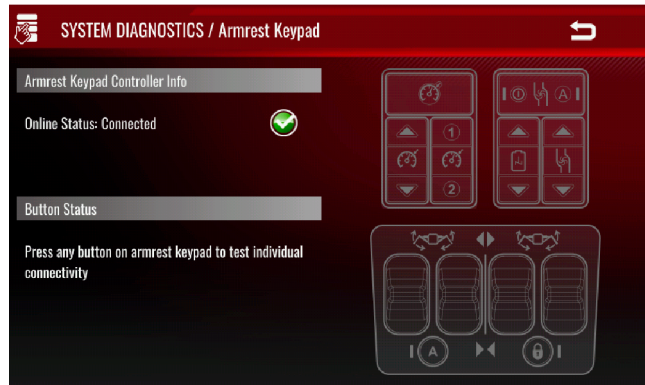 SYSTEM DIAGNOSTICS / Armrest Keypad
Armrest Keypad Controller Info
Online Status: Connected
Button Status
Press any button on armrest keypad to test individual
connectivity
A
1
2
A